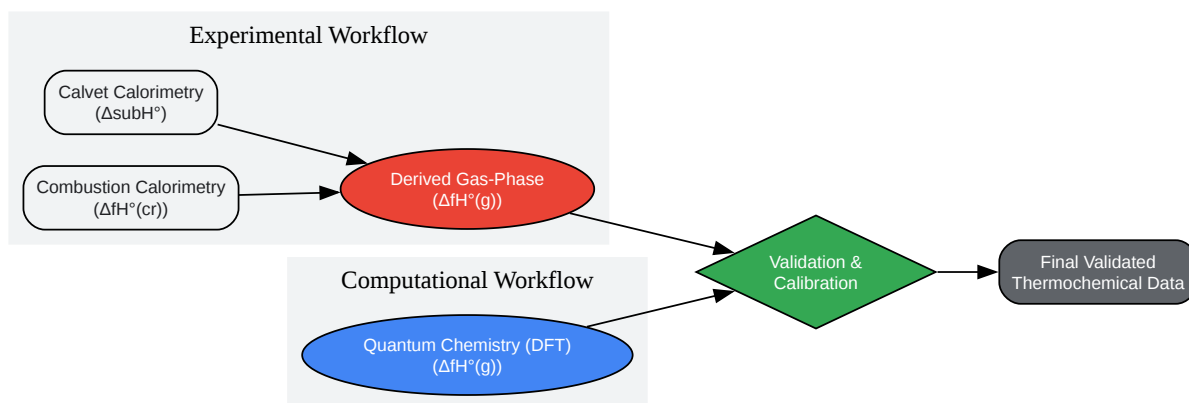 Experimental Workflow
Calvet Calorimetry
(ΔsubH°)
Combustion Calorimetry
(ΔfH°(cr))
Derived Gas-Phase
(ΔfH°(g))
Computational Workflow
Quantum Chemistry (DFT)
(ΔfH°(g))
Validation &
Calibration
Final Validated
Thermochemical Data